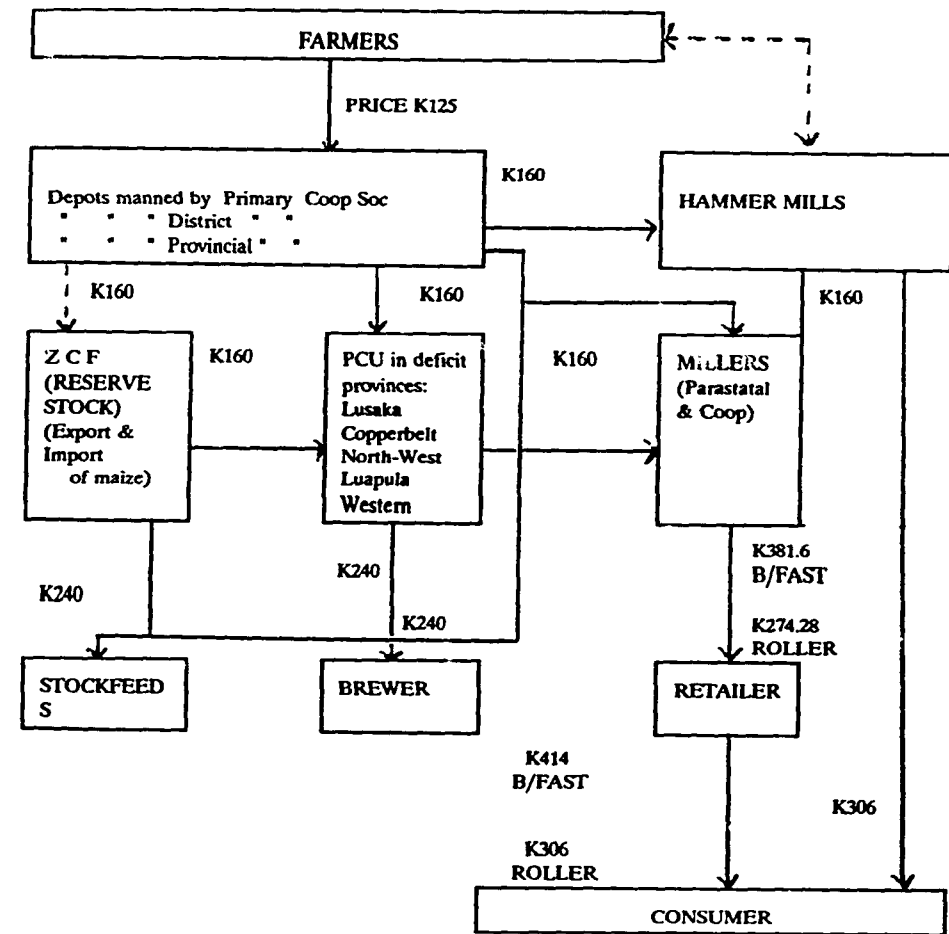 FARMERS
PRICE K125
Depots manned by Primary Coop Soc
" " " District " "
" " " Provincial " "
K160
HAMMER MILLS
K160
K160
K160
Z C F
(RESERVE
STOCK)
(Export &
Import
of maize)
K160
PCU in deficit
provinces:
Lusaka
Copperbelt
North-West
Luapula
Western
K160
MILLERS
(Parastatal
& Coop)
K240
K240
K240
K381.6
B/FAST
K274.28
ROLLER
STOCKFEED
S
BREWER
RETAILER
K414
B/FAST
K306
K306
ROLLER
CONSUMER